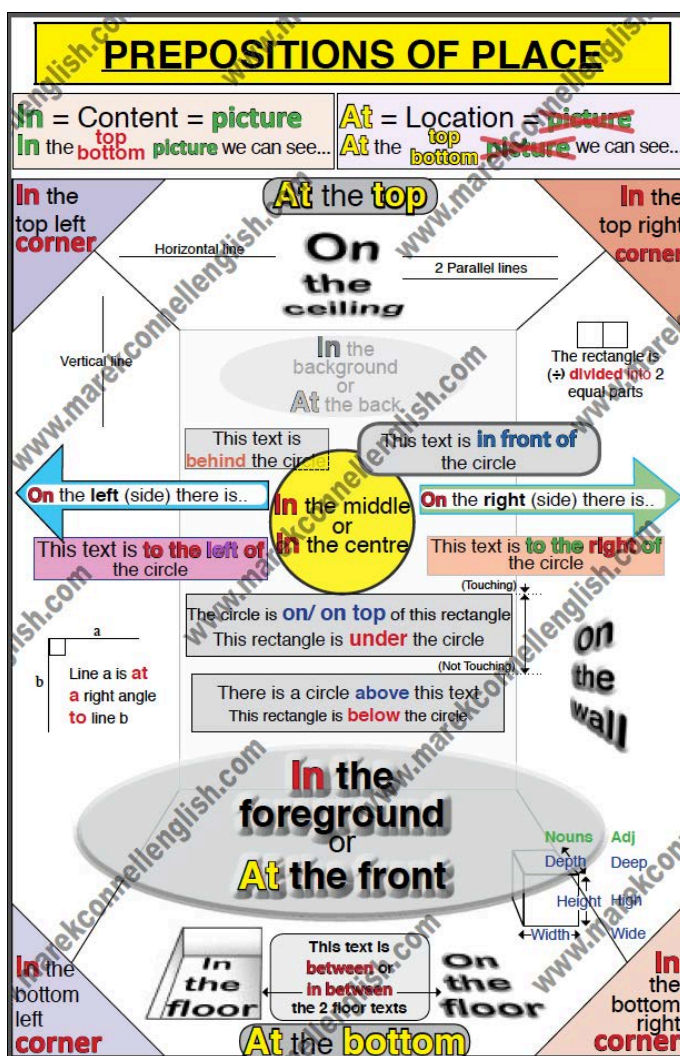 PREPOSITIONS OF PLACE
In = Content = picture
In the top bottom picture we can see...
At = Location = picture
At the top bottom picture we can see...
In the
top left
corner
At the top
In the
top right
corner
Horizontal line
On
the
ceiling
2 Parallel lines
Vertical line
In the
background
or
At the back
The rectangle is
(÷) divided into 2
equal parts
This text is
behind the circle
This text is in front of
the circle
On the left (side) there is..
In the middle
or
In the centre
On the right (side) there is..
This text is to the left of
the circle
This text is to the right of
the circle
(Touching)
The circle is on/ on top of this rectangle
This rectangle is under the circle
(Not Touching)
a
b
Line a is at
a right angle
to line b
on
the
wall
There is a circle above this text
This rectangle is below the circle
In the
foreground
or
At the front
Nouns Adj
Depth Deep
Height High
Width Wide
In the
bottom
left
corner
In
the
floor
This text is
between or
in between
the 2 floor texts
On
the
floor
In
the
bottom
right
corner
At the bottom
www.marekconnellenglish.com